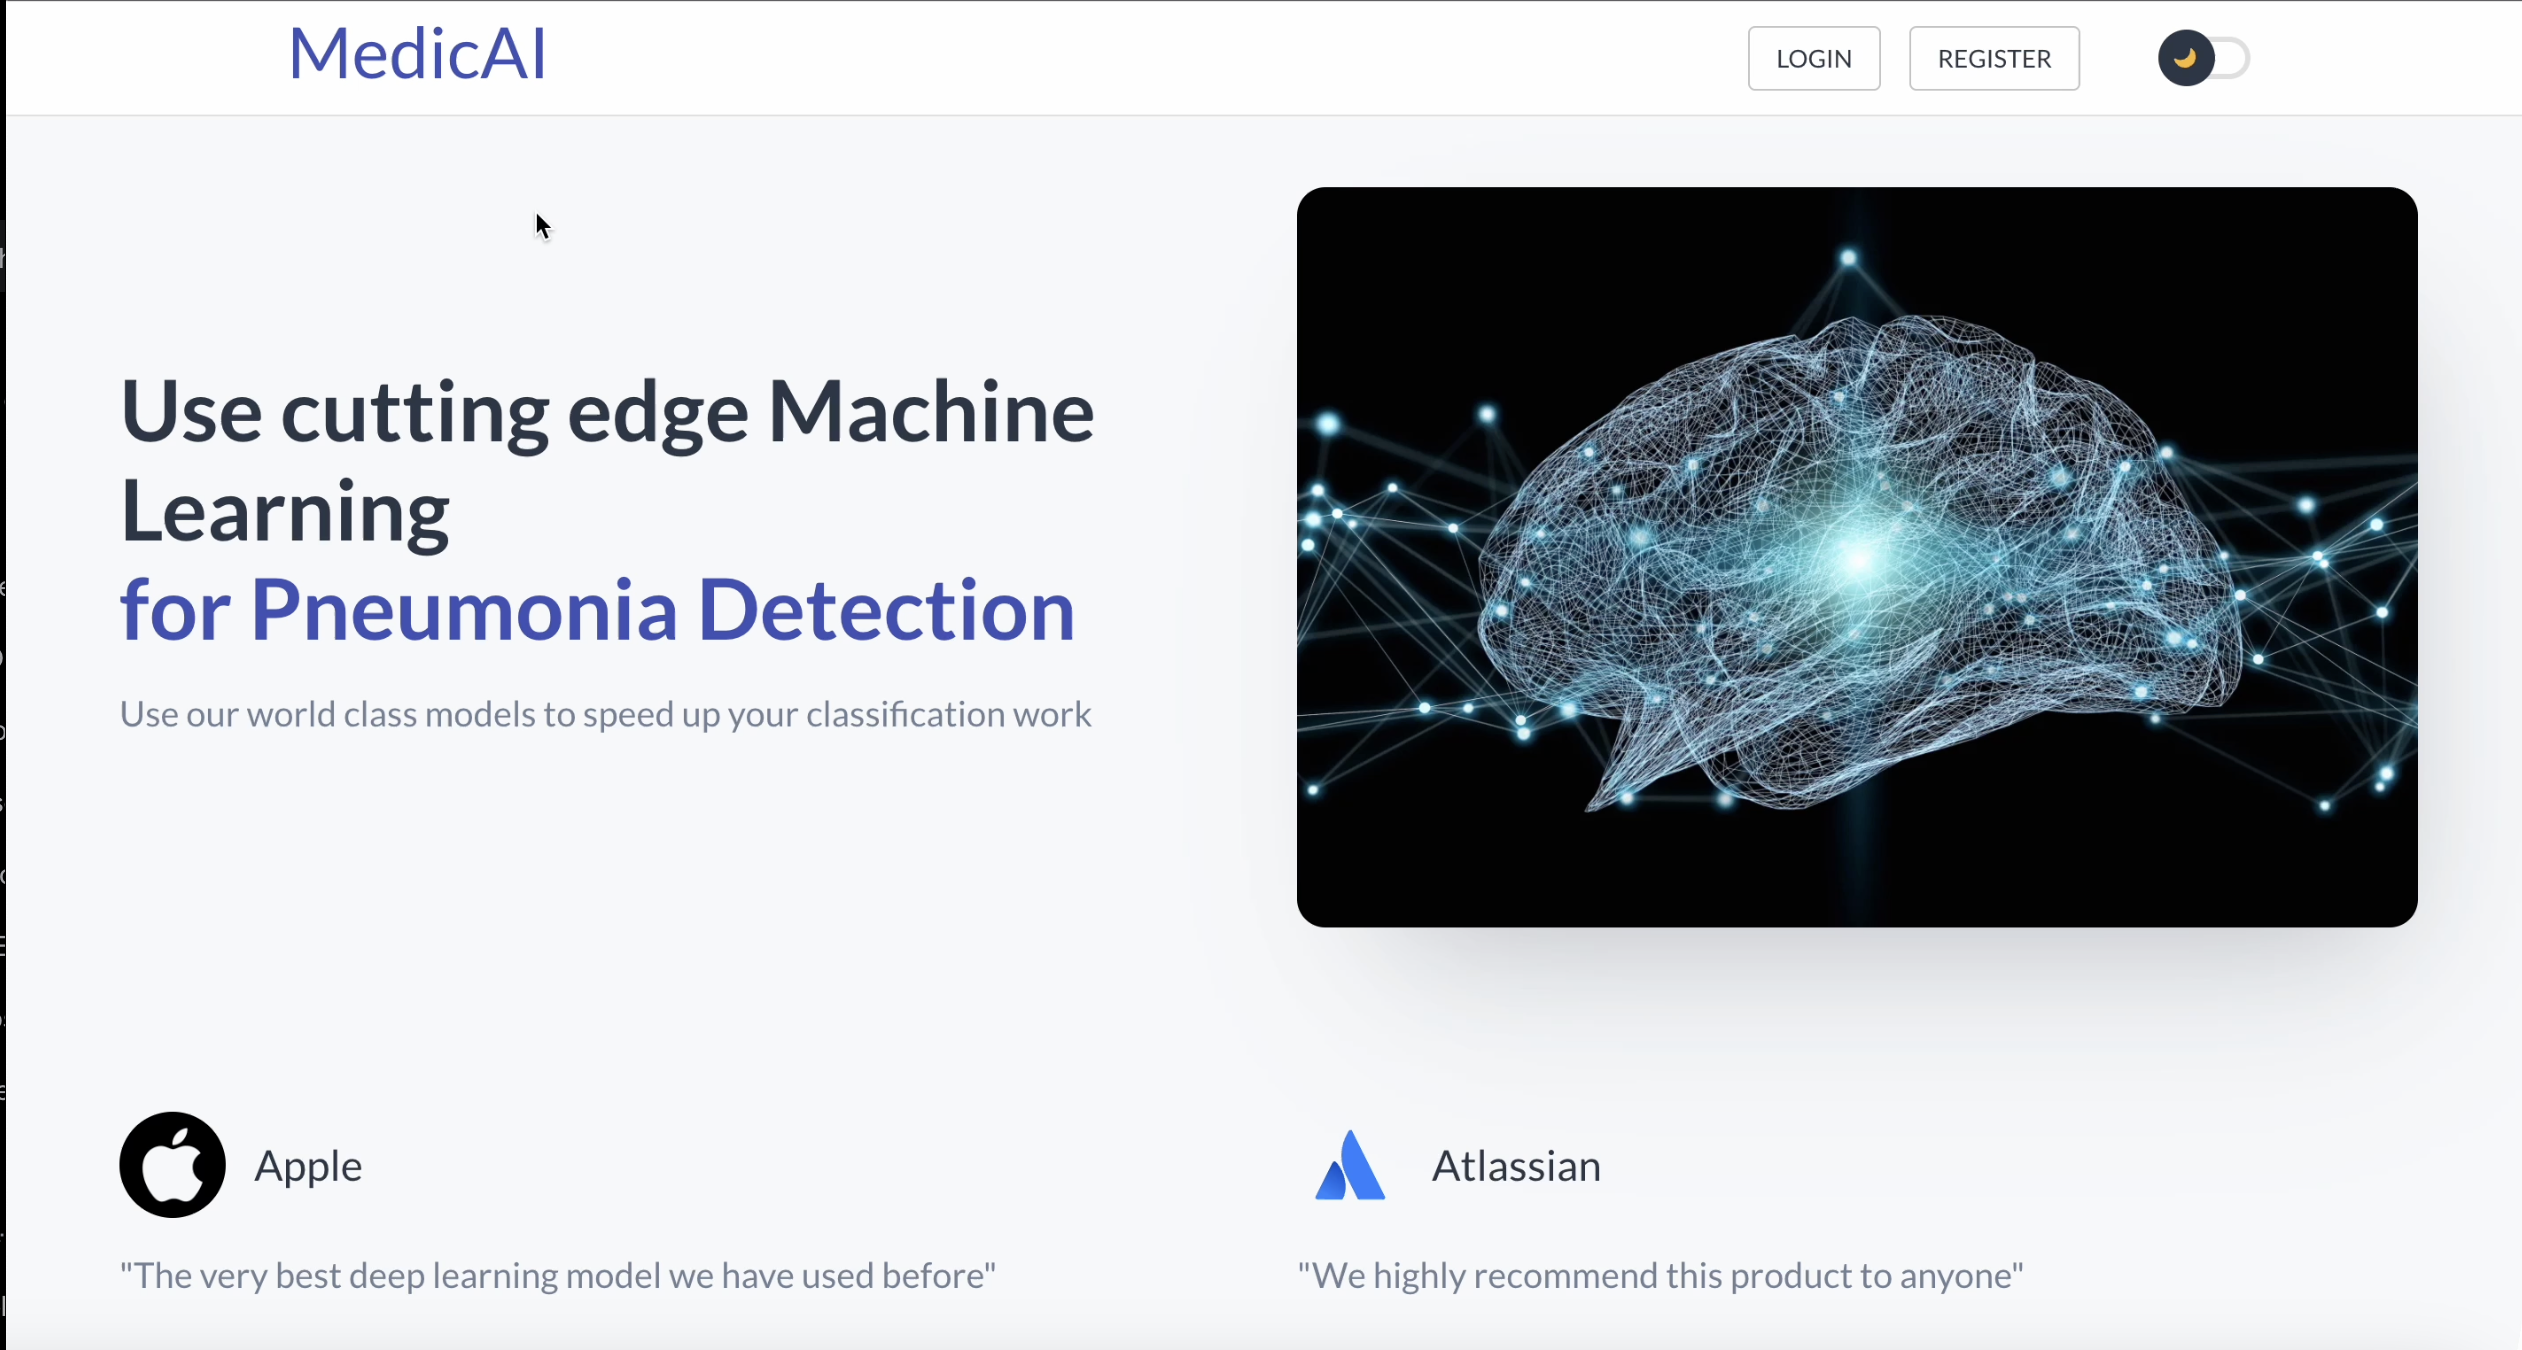 MedicAI
LOGIN
REGISTER
Use cutting edge Machine
Learning
for Pneumonia Detection
Use our world class models to speed up your classification work
Apple
Atlassian
"The very best deep learning model we have used before"
"We highly recommend this product to anyone"